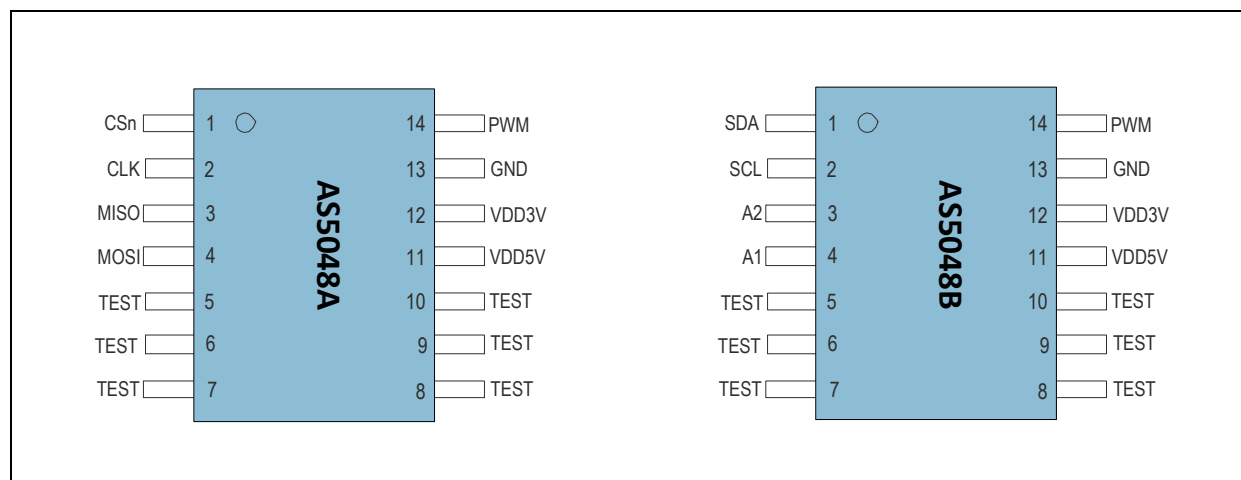 CSn 1 14 PWM
CLK 2 13 GND
MISO 3 12 VDD3V
MOSI 4 11 VDD5V
TEST 5 10 TEST
TEST 6 9 TEST
TEST 7 8 TEST
AS5048A
SDA 1 14 PWM
SCL 2 13 GND
A2 3 12 VDD3V
A1 4 11 VDD5V
TEST 5 10 TEST
TEST 6 9 TEST
TEST 7 8 TEST
AS5048B